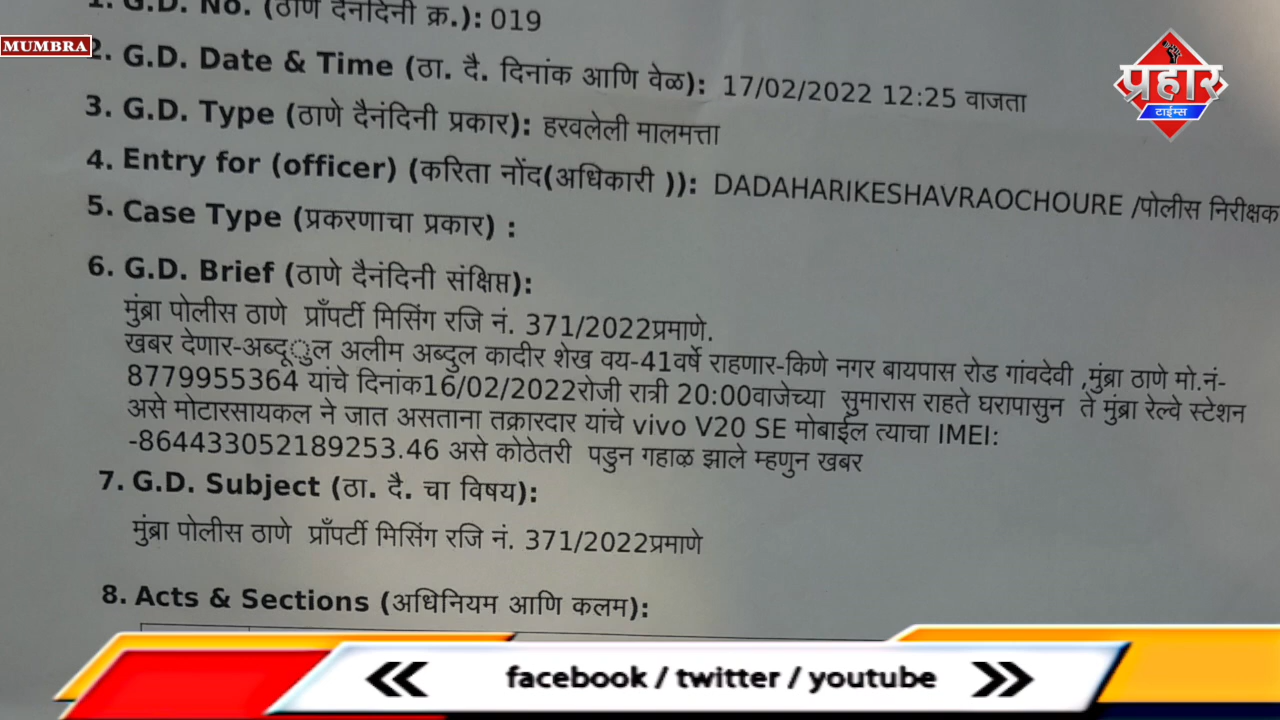 1. G.D. No. (ठाणे दैनंदिनी क्र.): 019
MUMBRA
2. G.D. Date & Time (ठा. दै. दिनांक आणि वेळ): 17/02/2022 12:25 वाजता
प्रहार
टाईम्स
3. G.D. Type (ठाणे दैनंदिनी प्रकार): हरवलेली मालमत्ता
4. Entry for (officer) (करिता नोंद(अधिकारी )): DADAHARIKESHAVRAOCHOURE /पोलीस निरीक्षक
5. Case Type (प्रकरणाचा प्रकार) :
6. G.D. Brief (ठाणे दैनंदिनी संक्षिप्त):
मुंब्रा पोलीस ठाणे प्रॉंपर्टी मिसिंग रजि नं. 371/2022प्रमाणे.
खबर देणार-अब्दूुल अलीम अब्दुल कादीर शेख वय-41वर्षे राहणार-किणे नगर बायपास रोड गांवदेवी ,मुंब्रा ठाणे मो.नं-
8779955364 यांचे दिनांक16/02/2022रोजी रात्री 20:00वाजेच्या सुमारास राहते घरापासुन ते मुंब्रा रेल्वे स्टेशन
असे मोटारसायकल ने जात असताना तक्रारदार यांचे vivo V20 SE मोबाईल त्याचा IMEI:
-864433052189253.46 असे कोठेतरी पडुन गहाळ झाले म्हणुन खबर
7. G.D. Subject (ठा. दै. चा विषय):
मुंब्रा पोलीस ठाणे प्रॉंपर्टी मिसिंग रजि नं. 371/2022प्रमाणे
8. Acts & Sections (अधिनियम आणि कलम):
facebook / twitter / youtube